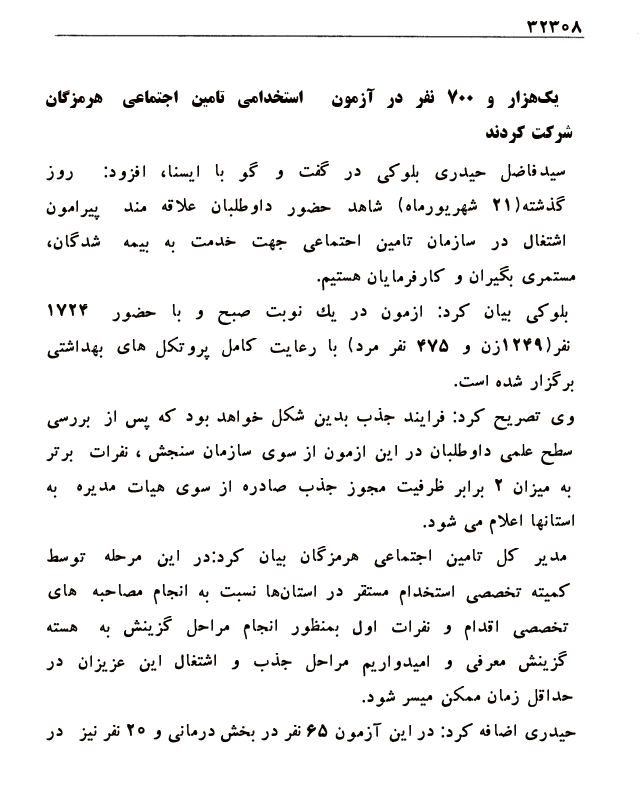 ۳۲۳۰۸
یک‌هزار و ۷۰۰ نفر در آزمون استخدامی تامین اجتماعی هرمزگان
شرکت کردند
سیدفاضل حیدری بلوکی در گفت و گو با ایسنا، افزود: روز
گذشته(۲۱ شهریورماه) شاهد حضور داوطلبان علاقه مند پیرامون
اشتغال در سازمان تامین احتماعی جهت خدمت به بیمه شدگان،
مستمری بگیران و کارفرمایان هستیم.
بلوکی بیان کرد: ازمون در یك نوبت صبح و با حضور ۱۷۲۴
نفر(۱۲۴۹زن و ۴۷۵ نفر مرد) با رعایت کامل پروتکل های بهداشتی
برگزار شده است.
وی تصریح کرد: فرایند جذب بدین شکل خواهد بود که پس از بررسی
سطح علمی داوطلبان در این ازمون از سوی سازمان سنجش ، نفرات برتر
به میزان ۲ برابر ظرفیت مجوز جذب صادره از سوی هیات مدیره به
استانها اعلام می شود.
مدیر کل تامین اجتماعی هرمزگان بیان کرد:در این مرحله توسط
کمیته تخصصی استخدام مستقر در استان‌ها نسبت به انجام مصاحبه های
تخصصی اقدام و نفرات اول بمنظور انجام مراحل گزینش به هسته
گزینش معرفی و امیدواریم مراحل جذب و اشتغال این عزیزان در
حداقل زمان ممکن میسر شود.
حیدری اضافه کرد: در این آزمون ۶۵ نفر در بخش درمانی و ۲۰ نفر نیز در